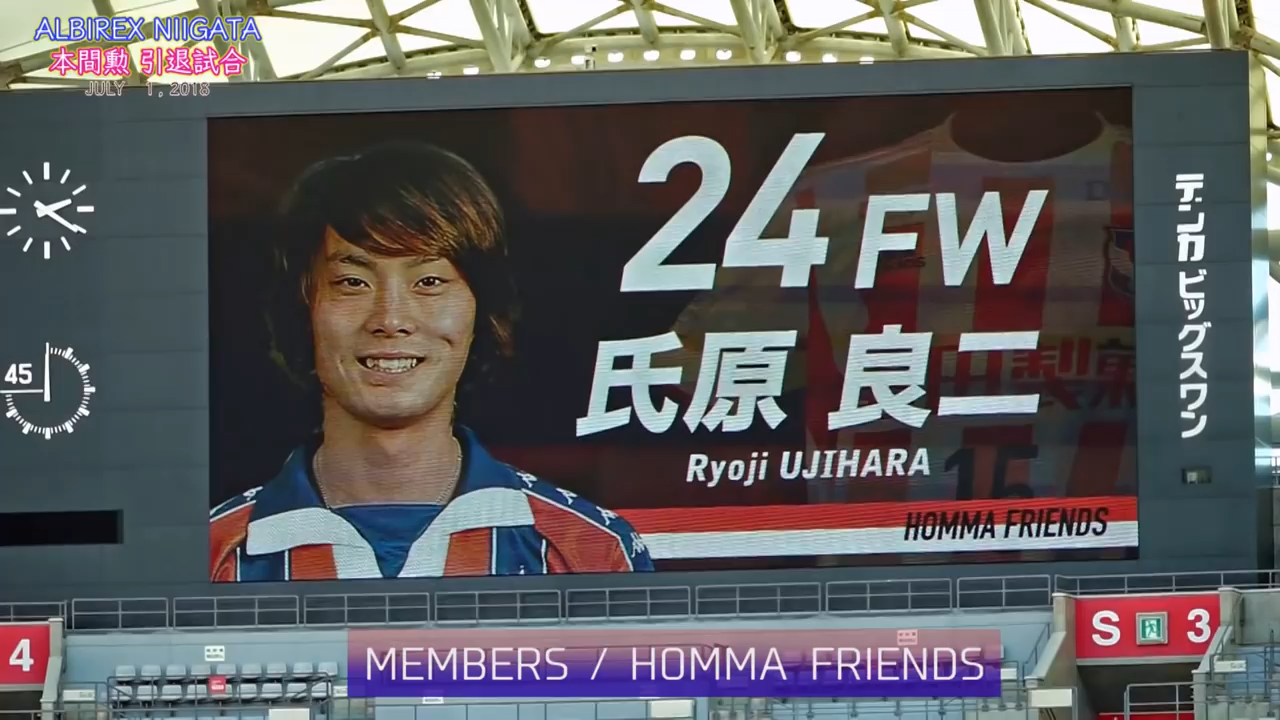 ALBIREX NIIGATA
本間勲 引退試合
JULY 1, 2018
24 FW
氏原 良二
Ryoji UJIHARA
15
HOMMA FRIENDS
デンカビッグスワン
45
4
S 3
MEMBERS / HOMMA FRIENDS